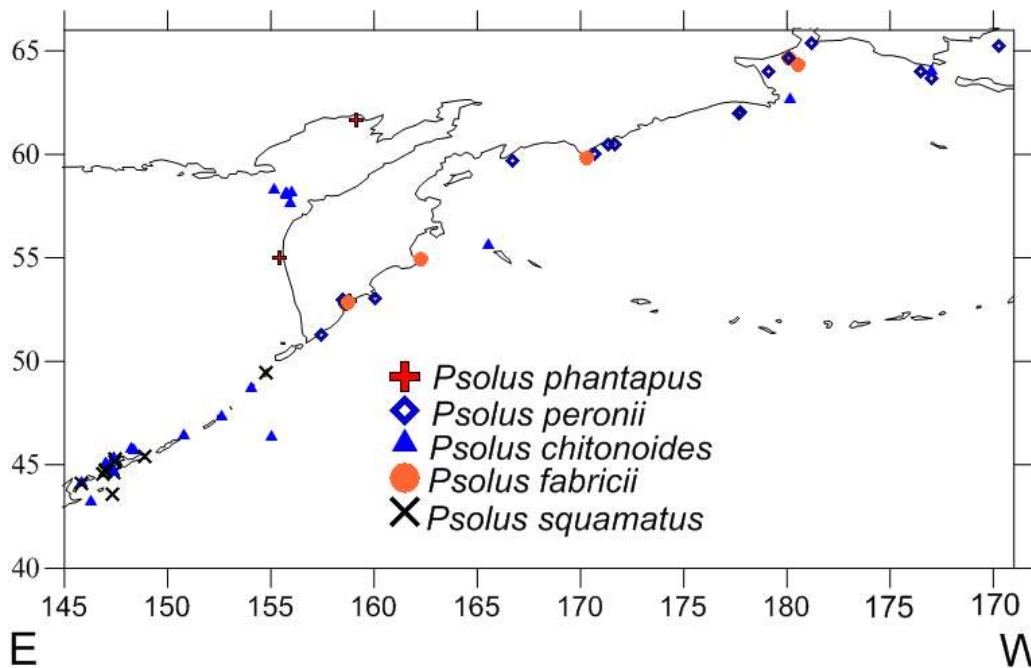 65
60
55
50
45
40
Psolus phantapus
Psolus peronii
Psolus chitonoides
Psolus fabricii
Psolus squamatus
145 150 155 160 165 170 175 180 175 170
E W